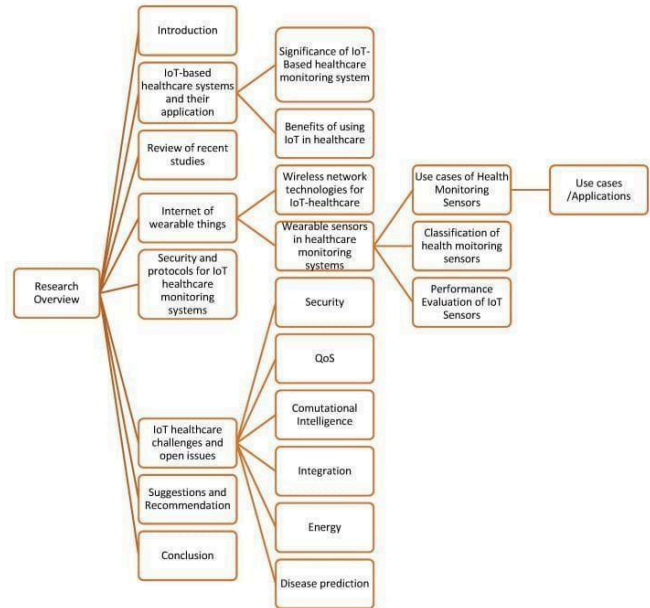 Research
Overview
Introduction
IoT-based
healthcare systems
and their
application
Significance of IoT-
Based healthcare
monitoring system
Benefits of using
IoT in healthcare
Review of recent
studies
Internet of
wearable things
Wireless network
technologies for
IoT-healthcare
Wearable sensors
in healthcare
monitoring
systems
Use cases of Health
Monitoring
Sensors
Use cases
/Applications
Classification of
health moitoring
sensors
Performance
Evaluation of IoT
Sensors
Security and
protocols for IoT
healthcare
monitoring
systems
IoT healthcare
challenges and
open issues
Security
QoS
Comutational
Intelligence
Integration
Energy
Disease prediction
Suggestions and
Recommendation
Conclusion